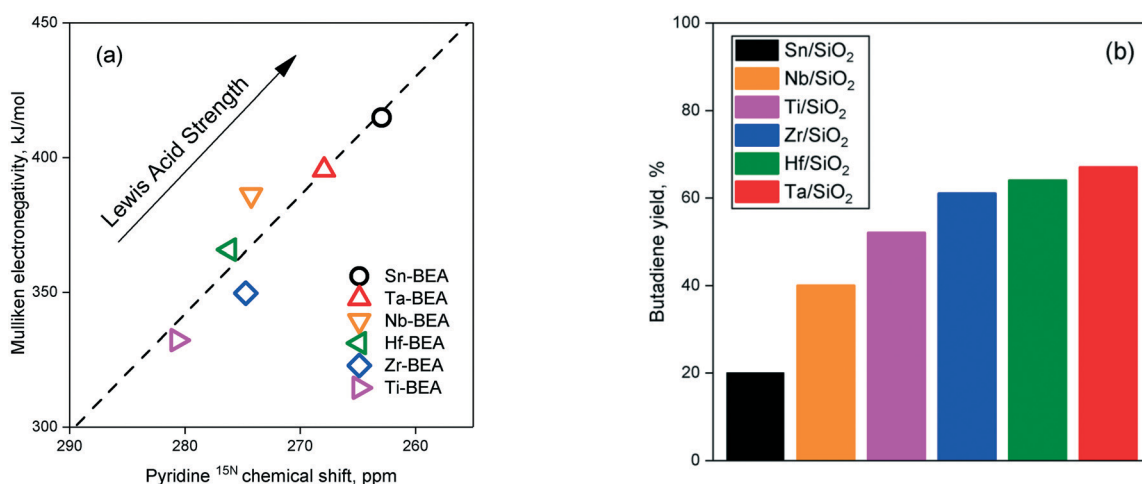 (a)
Mulliken electronegativity, kJ/mol
450
400
350
300
Lewis Acid Strength
Sn-BEA
Ta-BEA
Nb-BEA
Hf-BEA
Zr-BEA
Ti-BEA
290
280
270
260
Pyridine ¹⁵N chemical shift, ppm
(b)
Butadiene yield, %
100
80
60
40
20
0
Sn/SiO₂
Nb/SiO₂
Ti/SiO₂
Zr/SiO₂
Hf/SiO₂
Ta/SiO₂